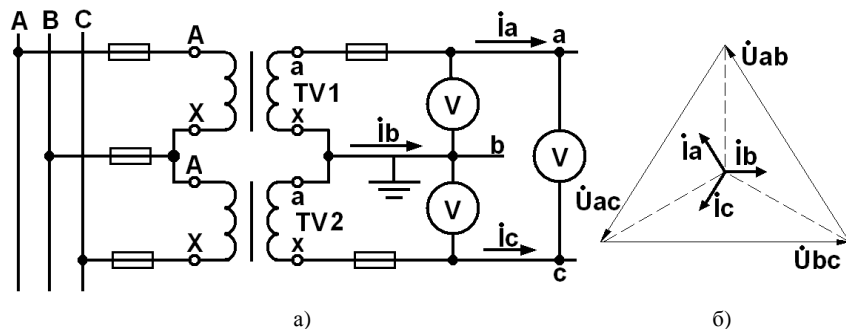 A B C
A
a
İa
a
TV1
V
X
x
İb
b
A
a
V
V
TV2
X
x
İc
c
U̇ab
İa
İb
İc
U̇ac
U̇bc
а)
б)